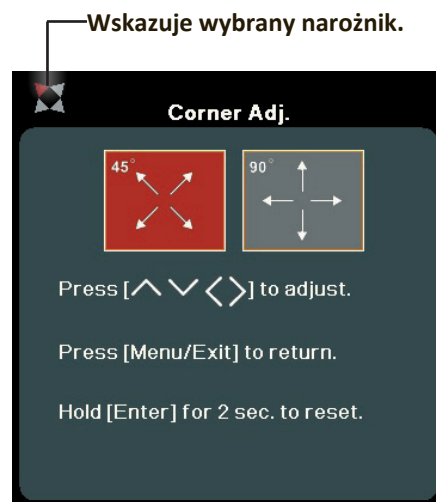 Wskazuje wybrany narożnik.
Corner Adj.
45° 90°
Press [∧ ∨ < >] to adjust.
Press [Menu/Exit] to return.
Hold [Enter] for 2 sec. to reset.